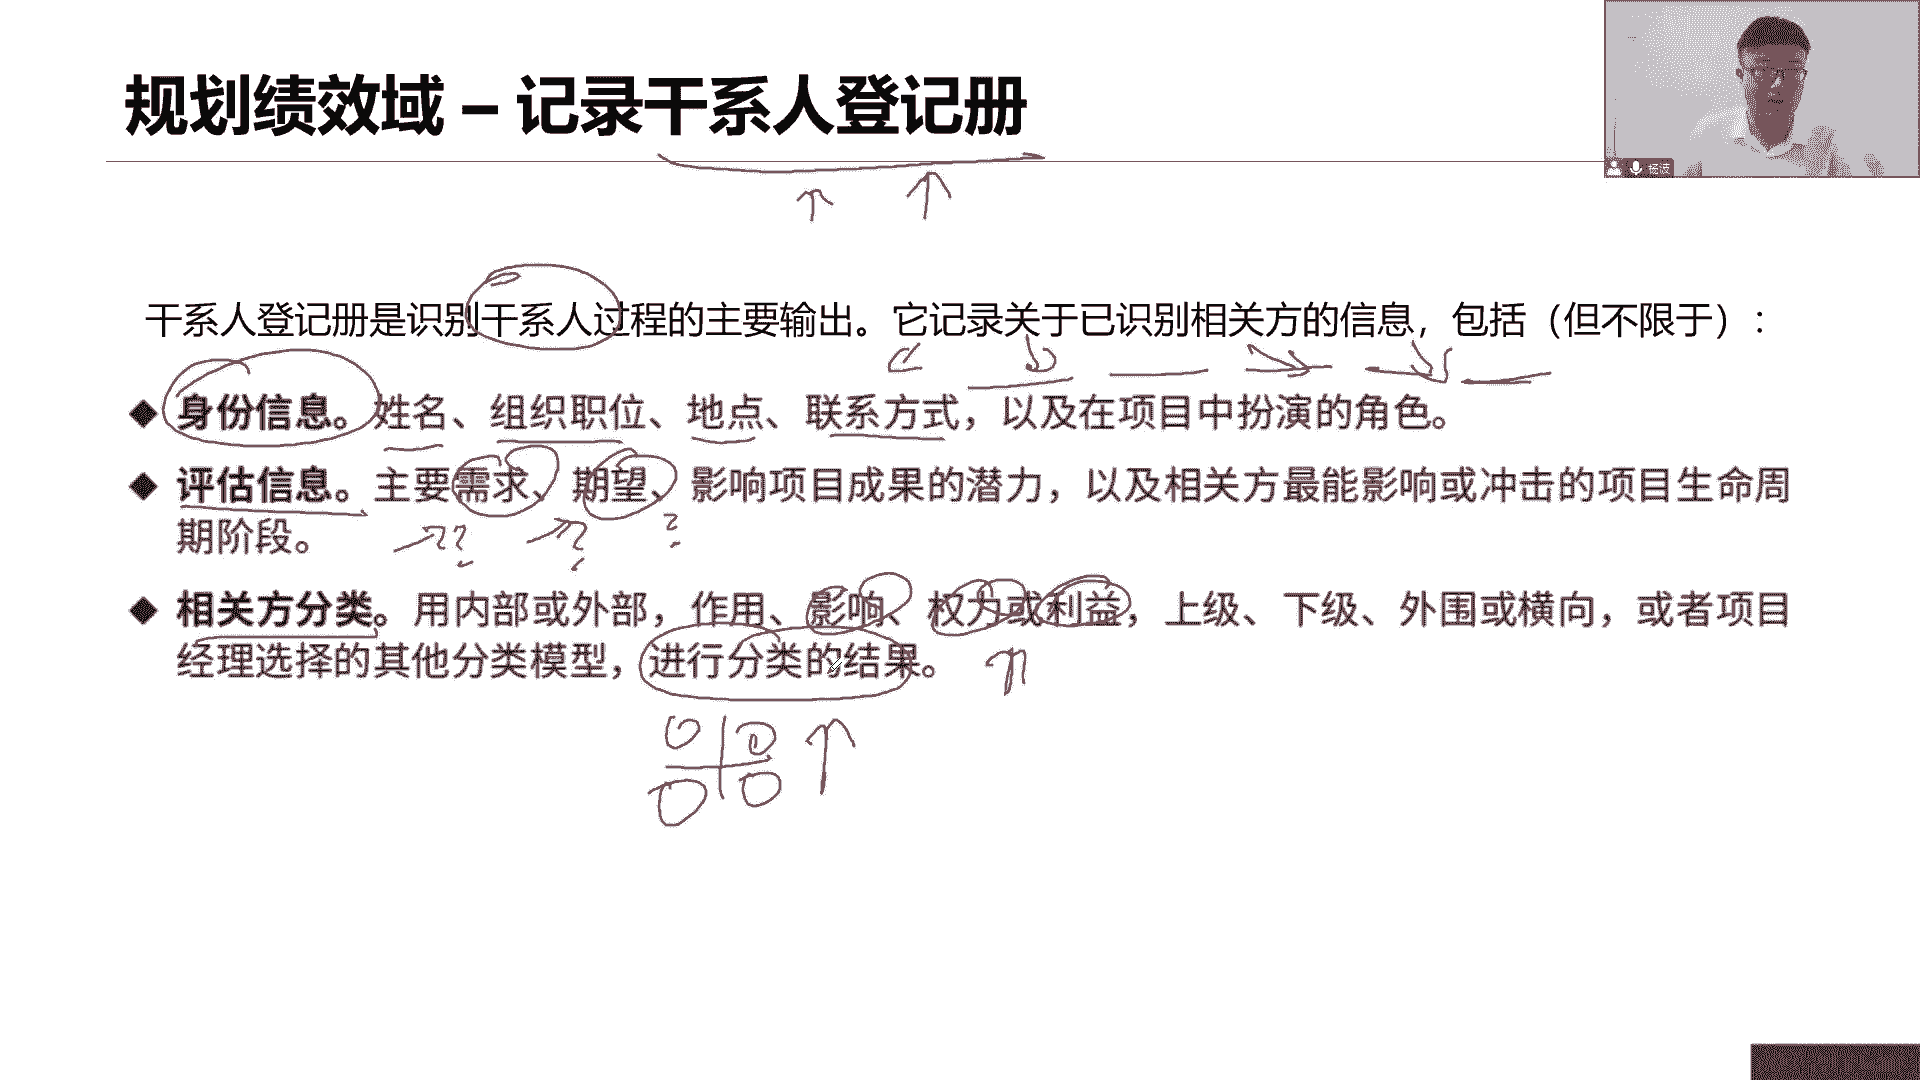 规划绩效域 – 记录干系人登记册
杨波
干系人登记册是识别干系人过程的主要输出。它记录关于已识别相关方的信息，包括（但不限于）：
◆ 身份信息。姓名、组织职位、地点、联系方式，以及在项目中扮演的角色。
◆ 评估信息。主要需求、期望、影响项目成果的潜力，以及相关方最能影响或冲击的项目生命周
期阶段。
??
?
?
◆ 相关方分类。用内部或外部，作用、影响、权力或利益，上级、下级、外围或横向，或者项目
经理选择的其他分类模型，进行分类的结果。